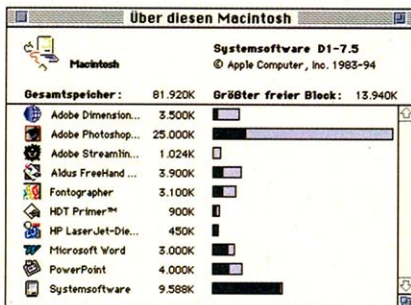 Über diesen Macintosh
Macintosh
Systemsoftware D1-7.5
© Apple Computer, Inc. 1983-94
Gesamtspeicher: 81.920K Größter freier Block: 13.940K
Adobe Dimension... 3.500K
Adobe Photoshop... 25.000K
Adobe Streamlin... 1.024K
Aldus FreeHand ... 3.900K
Fontographer 3.100K
HDT Primer™ 900K
HP LaserJet-Die... 450K
Microsoft Word 3.000K
PowerPoint 4.000K
Systemsoftware 9.588K